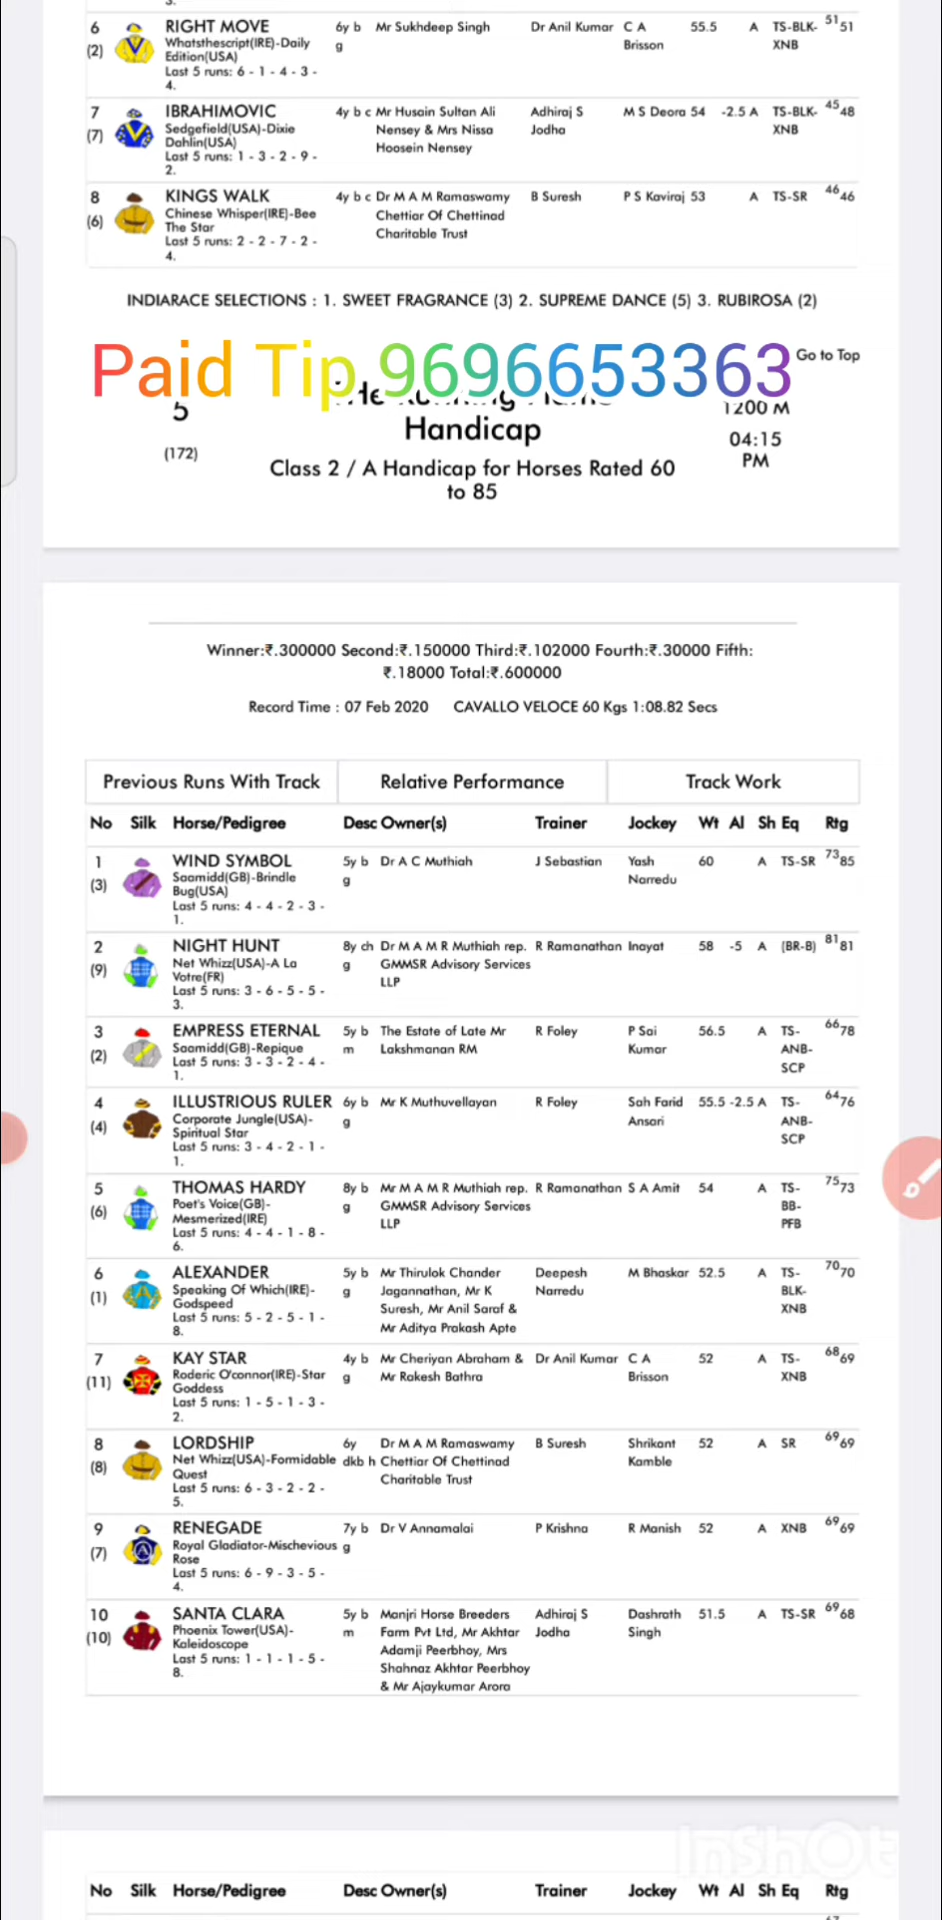 6 RIGHT MOVE 6y b Mr Sukhdeep Singh Dr Anil Kumar C A 55.5 A TS-BLK- 51 51
(2) Whatsthescript(IRE)-Daily g Brisson XNB
Edition(USA)
Last 5 runs: 6 - 1 - 4 - 3 -
4.
7 IBRAHIMOVIC 4y b c Mr Husain Sultan Ali Adhiraj S M S Deora 54 -2.5 A TS-BLK- 45 48
(7) Sedgefield(USA)-Dixie Nensey & Mrs Nissa Jodha XNB
Dahlin(USA) Hoosein Nensey
Last 5 runs: 1 - 3 - 2 - 9 -
2.
8 KINGS WALK 4y b c Dr M A M Ramaswamy B Suresh P S Kaviraj 53 A TS-SR 46 46
(6) Chinese Whisper(IRE)-Bee Chettiar Of Chettinad
The Star Charitable Trust
Last 5 runs: 2 - 2 - 7 - 2 -
4.
INDIARACE SELECTIONS : 1. SWEET FRAGRANCE (3) 2. SUPREME DANCE (5) 3. RUBIROSA (2)
Go to Top
Paid Tip 9696653363
5 1200 M
Handicap 04:15
(172) PM
Class 2 / A Handicap for Horses Rated 60
to 85
Winner:₹.300000 Second:₹.150000 Third:₹.102000 Fourth:₹.30000 Fifth:
₹.18000 Total:₹.600000
Record Time : 07 Feb 2020 CAVALLO VELOCE 60 Kgs 1:08.82 Secs
Previous Runs With Track Relative Performance Track Work
No Silk Horse/Pedigree Desc Owner(s) Trainer Jockey Wt Al Sh Eq Rtg
1 WIND SYMBOL 5y b Dr A C Muthiah J Sebastian Yash 60 A TS-SR 73 85
(3) Saamidd(GB)-Brindle g Narredu
Bug(USA)
Last 5 runs: 4 - 4 - 2 - 3 -
1.
2 NIGHT HUNT 8y ch Dr M A M R Muthiah rep. R Ramanathan Inayat 58 -5 A (BR-B) 81 81
(9) Net Whizz(USA)-A La g GMMSR Advisory Services
Votre(FR) LLP
Last 5 runs: 3 - 6 - 5 - 5 -
3.
3 EMPRESS ETERNAL 5y b The Estate of Late Mr R Foley P Sai 56.5 A TS- 66 78
(2) Saamidd(GB)-Repique m Lakshmanan RM Kumar ANB-
Last 5 runs: 3 - 3 - 2 - 4 - SCP
1.
4 ILLUSTRIOUS RULER 6y b Mr K Muthuvellayan R Foley Sah Farid 55.5 -2.5 A TS- 64 76
(4) Corporate Jungle(USA)- g Ansari ANB-
Spiritual Star SCP
Last 5 runs: 3 - 4 - 2 - 1 -
1.
5 THOMAS HARDY 8y b Mr M A M R Muthiah rep. R Ramanathan S A Amit 54 A TS- 75 73
(6) Poet's Voice(GB)- g GMMSR Advisory Services BB-
Mesmerized(IRE) LLP PFB
Last 5 runs: 4 - 4 - 1 - 8 -
6.
6 ALEXANDER 5y b Mr Thirulok Chander Deepesh M Bhaskar 52.5 A TS- 70 70
(1) Speaking Of Which(IRE)- g Jagannathan, Mr K Narredu BLK-
Godspeed Suresh, Mr Anil Saraf & XNB
Last 5 runs: 5 - 2 - 5 - 1 - Mr Aditya Prakash Apte
8.
7 KAY STAR 4y b Mr Cheriyan Abraham & Dr Anil Kumar C A 52 A TS- 68 69
(11) Roderic O'connor(IRE)-Star g Mr Rakesh Bathra Brisson XNB
Goddess
Last 5 runs: 1 - 5 - 1 - 3 -
2.
8 LORDSHIP 6y Dr M A M Ramaswamy B Suresh Shrikant 52 A SR 69 69
(8) Net Whizz(USA)-Formidable dkb h Chettiar Of Chettinad Kamble
Quest Charitable Trust
Last 5 runs: 6 - 3 - 2 - 2 -
5.
9 RENEGADE 7y b Dr V Annamalai P Krishna R Manish 52 A XNB 69 69
(7) Royal Gladiator-Mischevious g
Rose
Last 5 runs: 6 - 9 - 3 - 5 -
4.
10 SANTA CLARA 5y b Manjri Horse Breeders Adhiraj S Dashrath 51.5 A TS-SR 69 68
(10) Phoenix Tower(USA)- m Farm Pvt Ltd, Mr Akhtar Jodha Singh
Kaleidoscope Adamji Peerbhoy, Mrs
Last 5 runs: 1 - 1 - 1 - 5 - Shahnaz Akhtar Peerbhoy
8. & Mr Ajaykumar Arora
InShOt
No Silk Horse/Pedigree Desc Owner(s) Trainer Jockey Wt Al Sh Eq Rtg